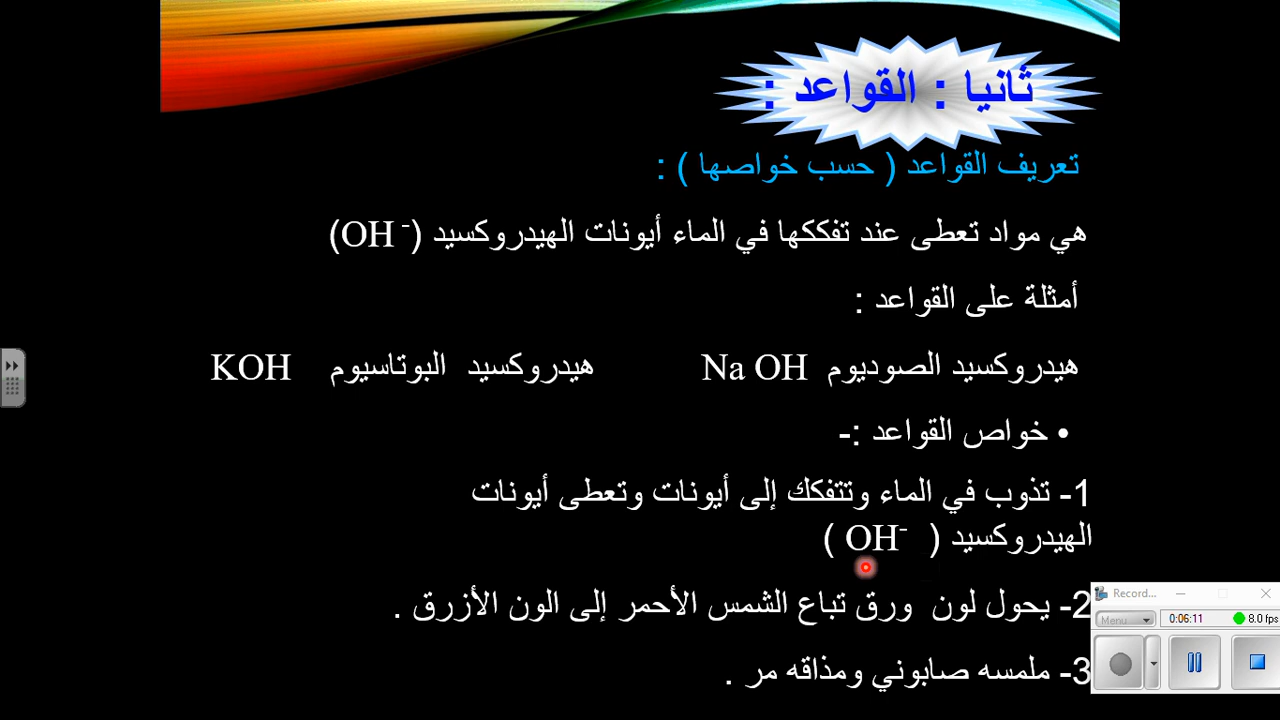 ثانيا : القواعد :
تعريف القواعد ( حسب خواصها ) :
هي مواد تعطى عند تفككها في الماء أيونات الهيدروكسيد (OH -)
أمثلة على القواعد :
هيدروكسيد الصوديوم Na OH هيدروكسيد البوتاسيوم KOH
• خواص القواعد :-
1- تذوب في الماء وتتفكك إلى أيونات وتعطى أيونات
الهيدروكسيد ( OH- )
2- يحول لون ورق تباع الشمس الأحمر إلى الون الأزرق .
3- ملمسه صابوني ومذاقه مر .
Record...
Menu 0:06:11 8.0 fps